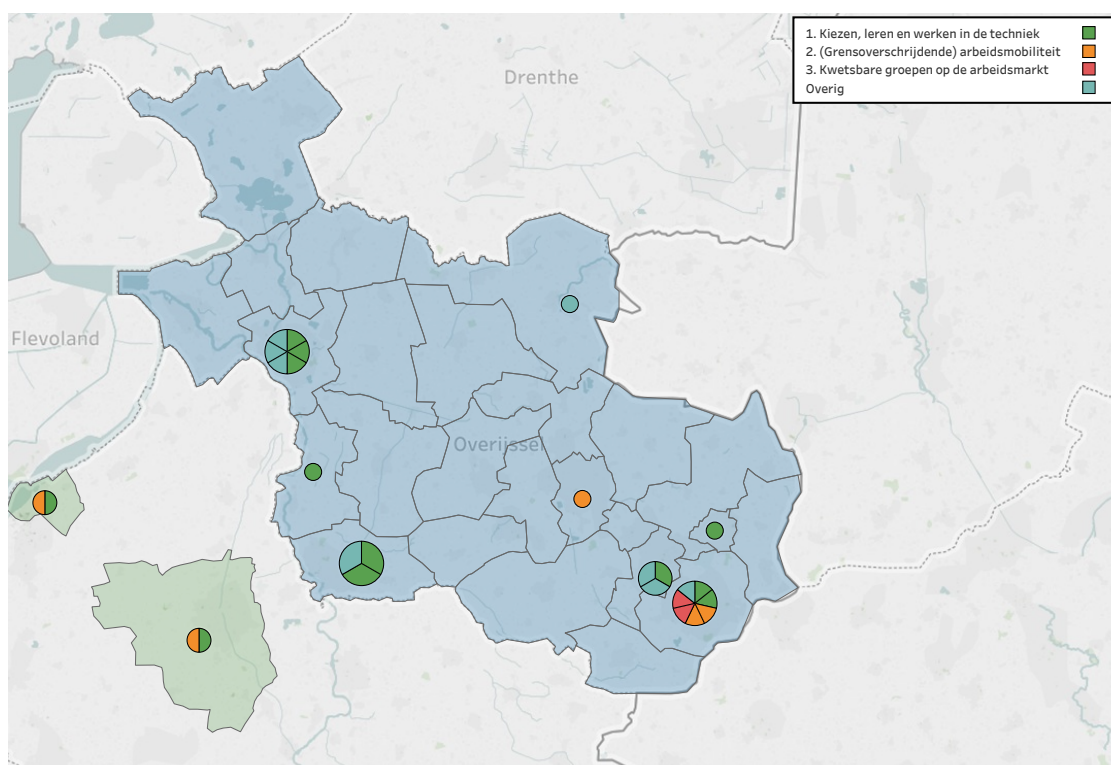 Drenthe
1. Kiezen, leren en werken in de techniek
2. (Grensoverschrijdende) arbeidsmobiliteit
3. Kwetsbare groepen op de arbeidsmarkt
Overig
Flevoland
Overijssel